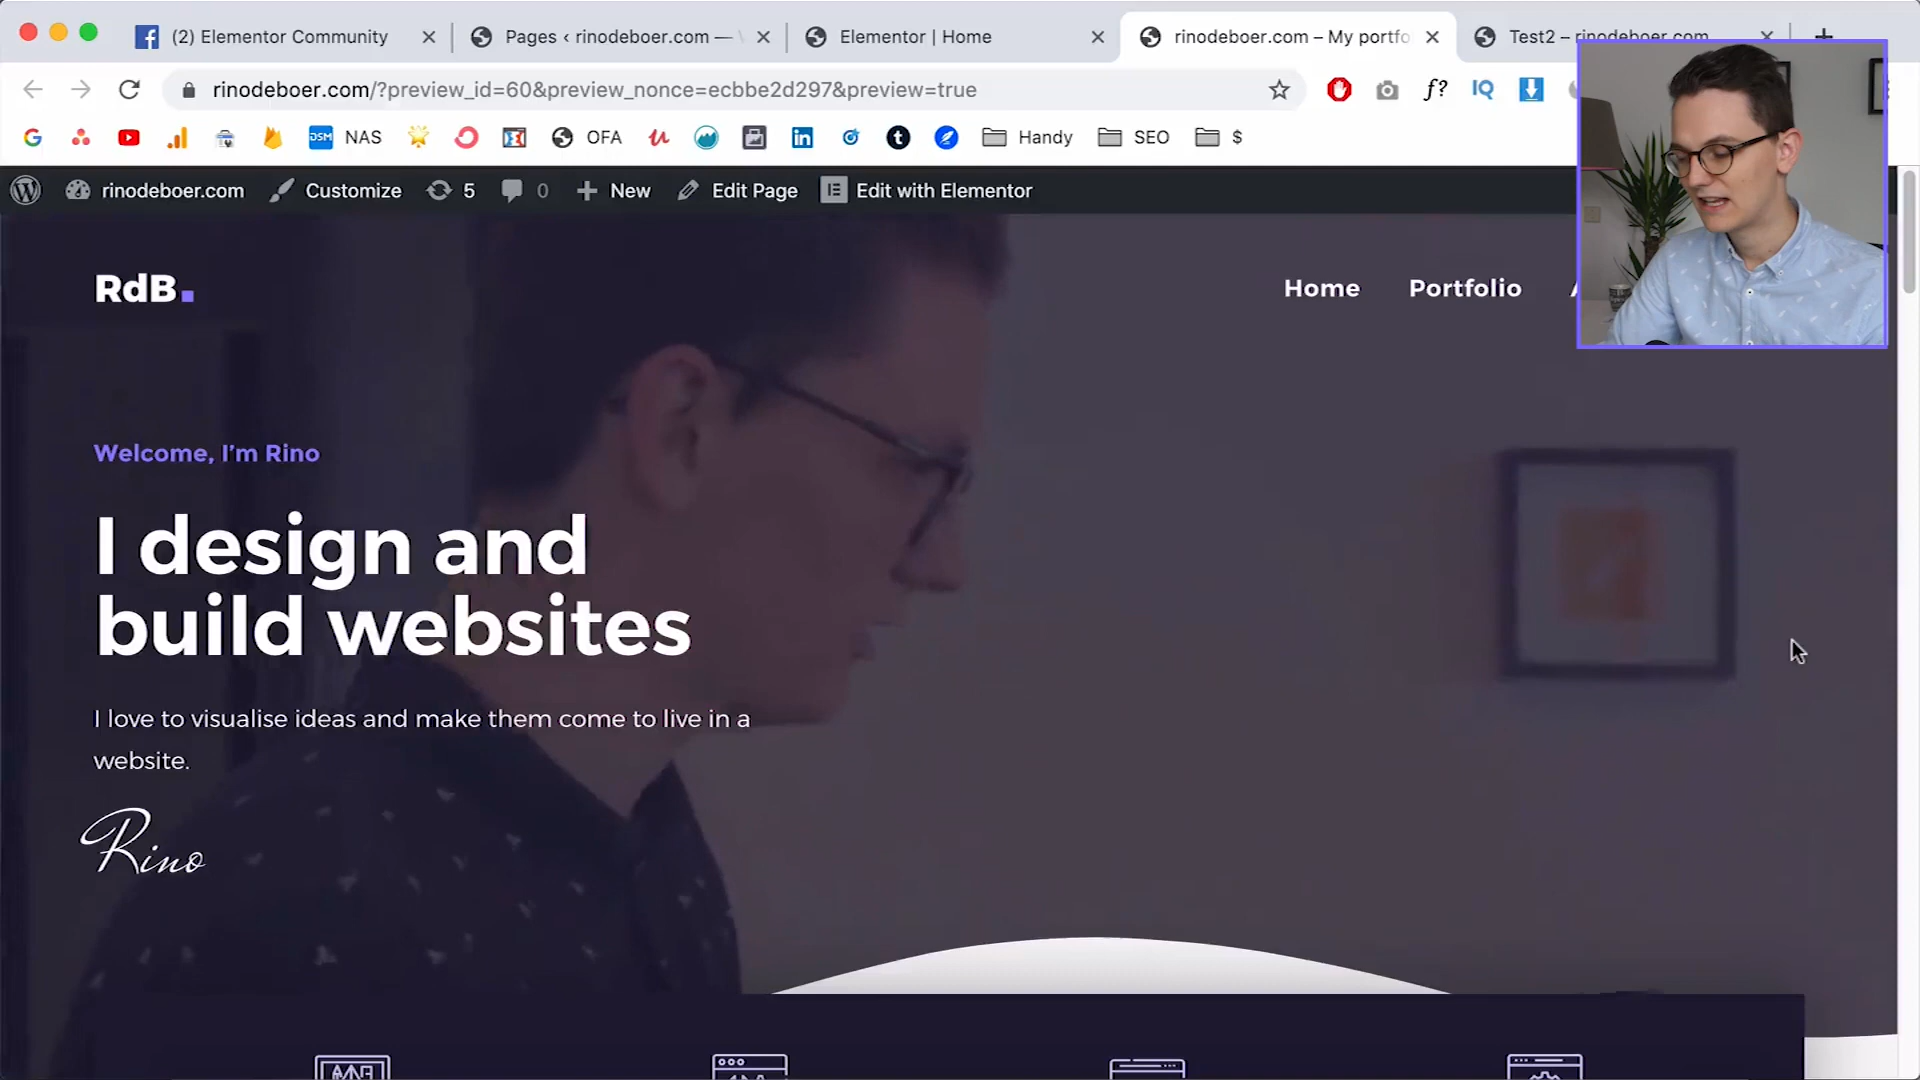 (2) Elementor Community
Pages ‹ rinodeboer.com —
Elementor | Home
rinodeboer.com – My portfo
Test2 – rinodeboer.com
rinodeboer.com/?preview_id=60&preview_nonce=ecbbe2d297&preview=true
f?
IQ
DSM
NAS
OFA
Handy
SEO
$
rinodeboer.com
Customize
5
0
New
Edit Page
Edit with Elementor
RdB.
Home
Portfolio
Welcome, I'm Rino
I design and
build websites
I love to visualise ideas and make them come to live in a
website.
Rino